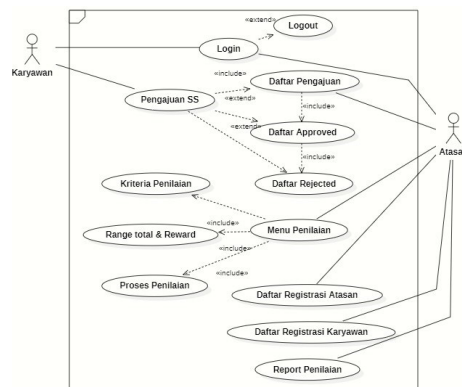 Logout
«extend»
Login
Karyawan
«include»
Daftar Pengajuan
Pengajuan SS
«extend»
«include»
«extend»
Daftar Approved
Atasa
«include»
Kriteria Penilaian
Daftar Rejected
Range total & Reward
«include»
Menu Penilaian
«include»
Proses Penilaian
«include»
Daftar Registrasi Atasan
Daftar Registrasi Karyawan
Report Penilaian